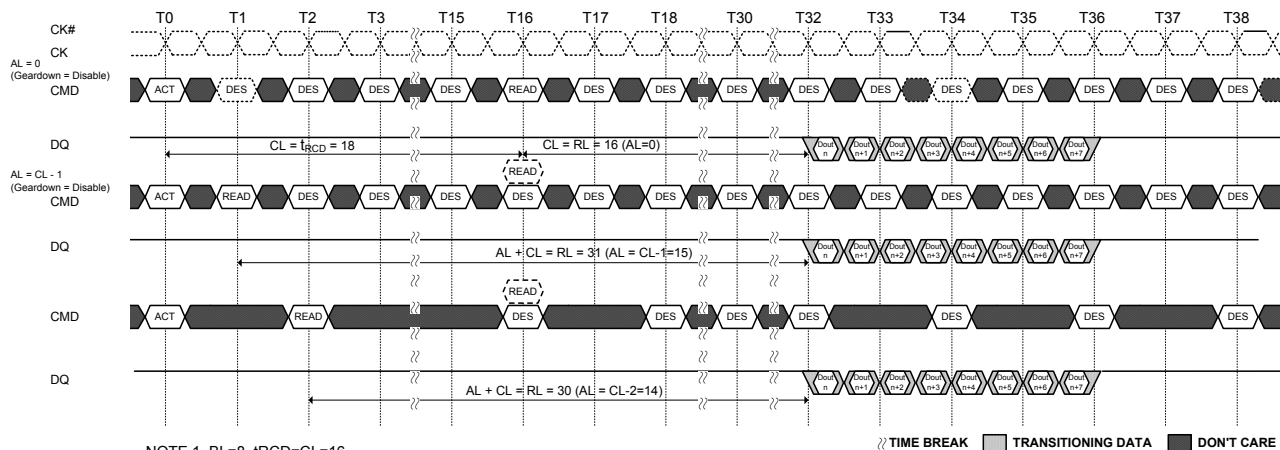 T0 T1 T2 T3 T15 T16 T17 T18 T30 T32 T33 T34 T35 T36 T37 T38
CK#
CK
AL = 0
(Geardown = Disable)
CMD
ACT DES DES DES DES READ DES DES DES DES DES DES DES DES DES DES
DQ
CL = tRCD = 18
CL = RL = 16 (AL=0)
Dout n Dout n+1 Dout n+2 Dout n+3 Dout n+4 Dout n+5 Dout n+6 Dout n+7
READ
AL = CL - 1
(Geardown = Disable)
CMD
ACT READ DES DES DES DES DES DES DES DES DES DES DES DES DES DES
DQ
AL + CL = RL = 31 (AL = CL-1=15)
Dout n Dout n+1 Dout n+2 Dout n+3 Dout n+4 Dout n+5 Dout n+6 Dout n+7
READ
CMD
ACT READ DES DES DES DES DES DES DES
DQ
AL + CL = RL = 30 (AL = CL-2=14)
Dout n Dout n+1 Dout n+2 Dout n+3 Dout n+4 Dout n+5 Dout n+6 Dout n+7
TIME BREAK TRANSITIONING DATA DON'T CARE
NOTE 1 BL=8, tRCD=CL=16